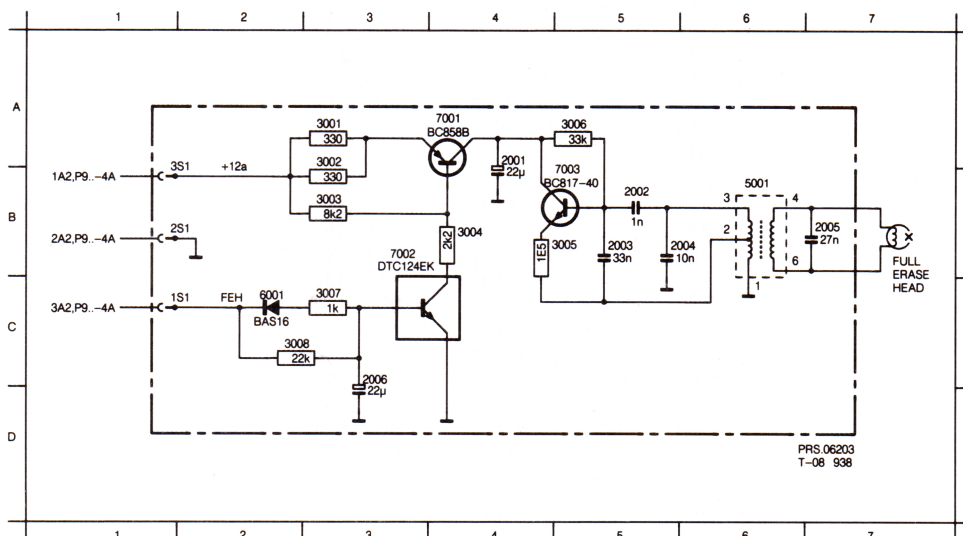 1 2 3 4 5 6 7
A
7001
BC858B
3001
330
3006
33k
3002
330
2001
22µ
7003
BC817-40
1A2,P9..-4A
3S1
+12a
3003
8k2
2002
1n
5001
3
4
B
2
3004
2k2
2005
27n
2A2,P9..-4A
2S1
7002
DTC124EK
1E5
3005
2003
33n
2004
10n
6
1
FULL
ERASE
HEAD
3A2,P9..-4A
1S1
FEH
6001
BAS16
3007
1k
C
3008
22k
2006
22µ
D
PRS.06203
T-08 938
1 2 3 4 5 6 7